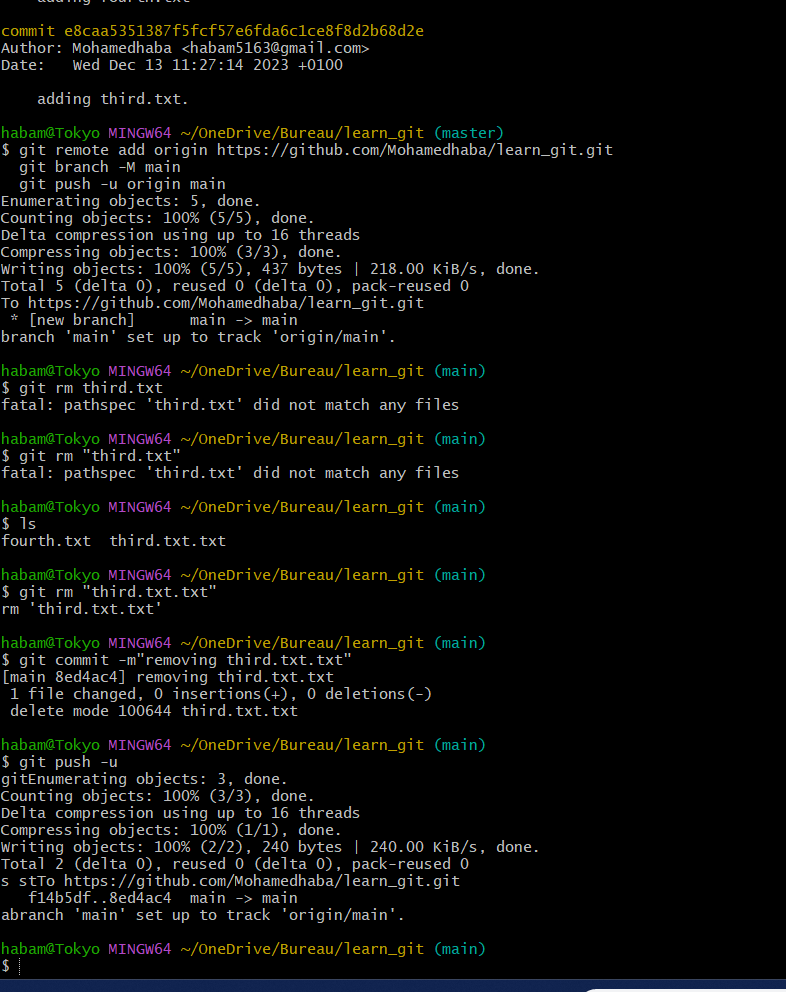 adding fourth.txt
commit e8caa5351387f5fcf57e6fda6c1ce8f8d2b68d2e
Author: Mohamedhaba <habam5163@gmail.com>
Date:   Wed Dec 13 11:27:14 2023 +0100
    adding third.txt.
habam@Tokyo MINGW64 ~/OneDrive/Bureau/learn_git (master)
$ git remote add origin https://github.com/Mohamedhaba/learn_git.git
  git branch -M main
  git push -u origin main
Enumerating objects: 5, done.
Counting objects: 100% (5/5), done.
Delta compression using up to 16 threads
Compressing objects: 100% (3/3), done.
Writing objects: 100% (5/5), 437 bytes | 218.00 KiB/s, done.
Total 5 (delta 0), reused 0 (delta 0), pack-reused 0
To https://github.com/Mohamedhaba/learn_git.git
 * [new branch]      main -> main
branch 'main' set up to track 'origin/main'.
habam@Tokyo MINGW64 ~/OneDrive/Bureau/learn_git (main)
$ git rm third.txt
fatal: pathspec 'third.txt' did not match any files
habam@Tokyo MINGW64 ~/OneDrive/Bureau/learn_git (main)
$ git rm "third.txt"
fatal: pathspec 'third.txt' did not match any files
habam@Tokyo MINGW64 ~/OneDrive/Bureau/learn_git (main)
$ ls
fourth.txt  third.txt.txt
habam@Tokyo MINGW64 ~/OneDrive/Bureau/learn_git (main)
$ git rm "third.txt.txt"
rm 'third.txt.txt'
habam@Tokyo MINGW64 ~/OneDrive/Bureau/learn_git (main)
$ git commit -m"removing third.txt.txt"
[main 8ed4ac4] removing third.txt.txt
 1 file changed, 0 insertions(+), 0 deletions(-)
 delete mode 100644 third.txt.txt
habam@Tokyo MINGW64 ~/OneDrive/Bureau/learn_git (main)
$ git push -u
gitEnumerating objects: 3, done.
Counting objects: 100% (3/3), done.
Delta compression using up to 16 threads
Compressing objects: 100% (1/1), done.
Writing objects: 100% (2/2), 240 bytes | 240.00 KiB/s, done.
Total 2 (delta 0), reused 0 (delta 0), pack-reused 0
s stTo https://github.com/Mohamedhaba/learn_git.git
   f14b5df..8ed4ac4  main -> main
abranch 'main' set up to track 'origin/main'.
habam@Tokyo MINGW64 ~/OneDrive/Bureau/learn_git (main)
$